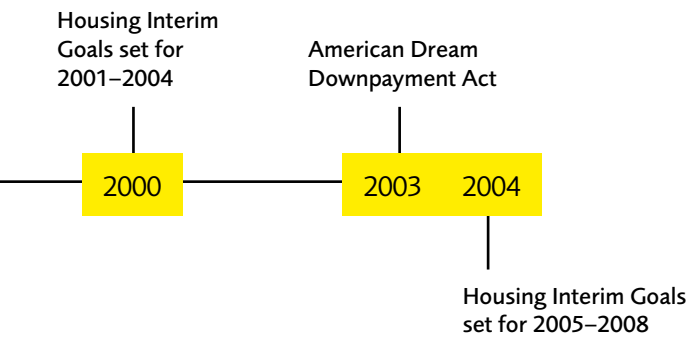 Housing Interim
Goals set for
2001–2004
American Dream
Downpayment Act
2000
2003
2004
Housing Interim Goals
set for 2005–2008